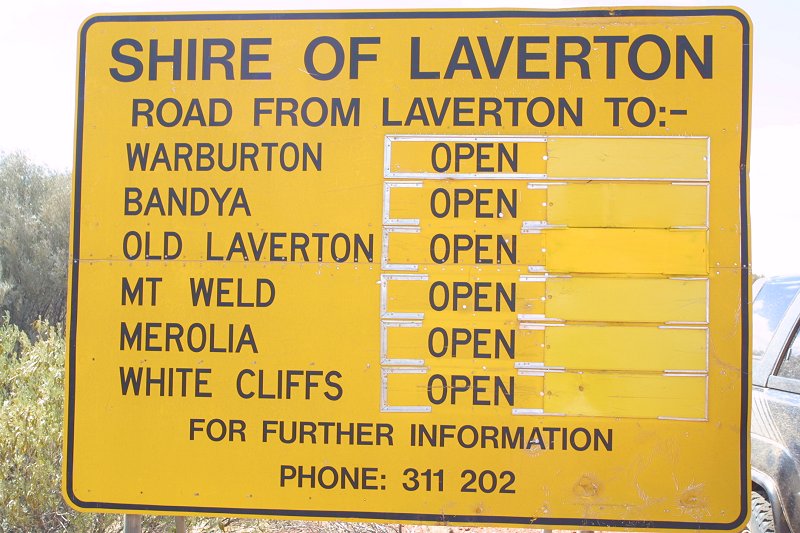 SHIRE OF LAVERTON
ROAD FROM LAVERTON TO:-
WARBURTON OPEN
BANDYA OPEN
OLD LAVERTON OPEN
MT WELD OPEN
MEROLIA OPEN
WHITE CLIFFS OPEN
FOR FURTHER INFORMATION
PHONE: 311 202